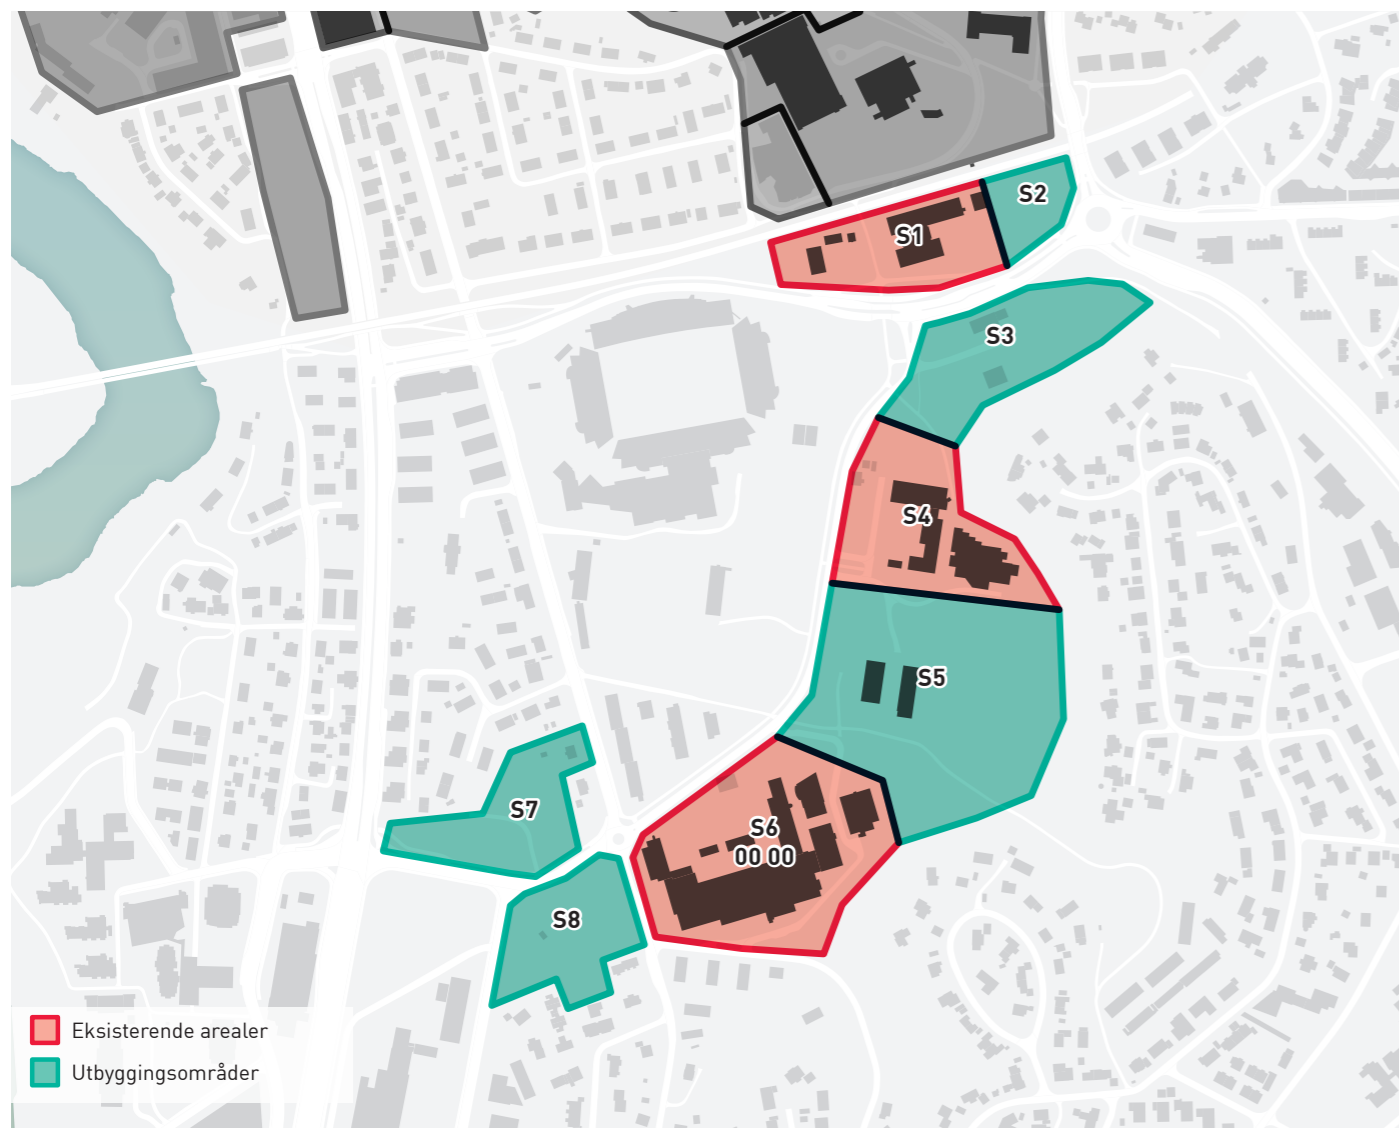 S2
S1
S3
S4
S5
S7
S6
00 00
S8
Eksisterende arealer
Utbyggingsområder